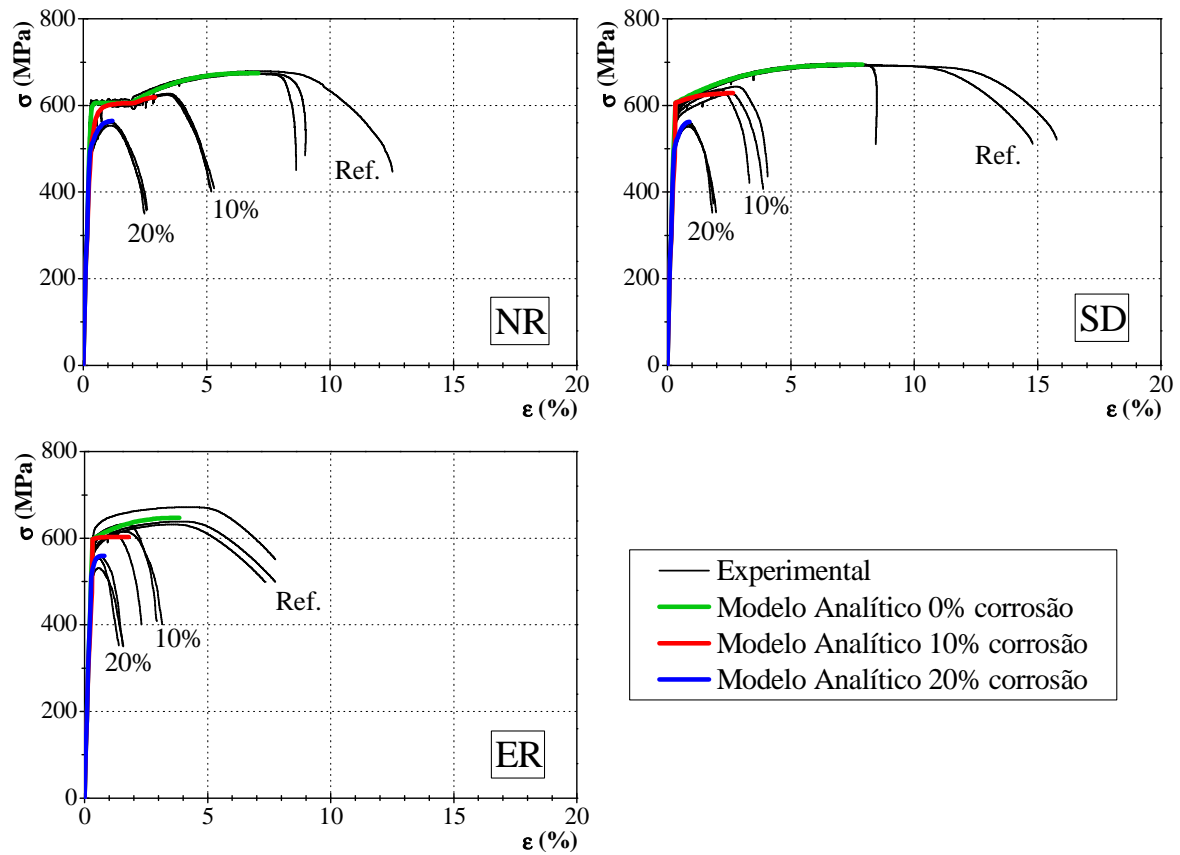 800
600
400
200
0
σ (MPa)
0
5
10
15
20
ε (%)
Ref.
10%
20%
NR
800
600
400
200
0
σ (MPa)
0
5
10
15
20
ε (%)
Ref.
10%
20%
SD
800
600
400
200
0
σ (MPa)
0
5
10
15
20
ε (%)
Ref.
10%
20%
ER
Experimental
Modelo Analítico 0% corrosão
Modelo Analítico 10% corrosão
Modelo Analítico 20% corrosão